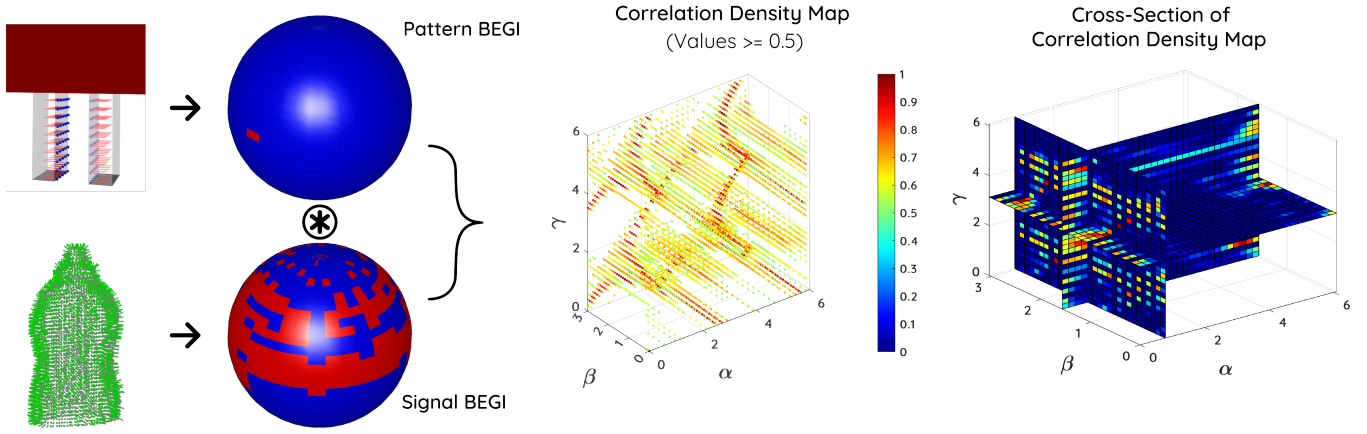 Pattern BEGI
Signal BEGI
Correlation Density Map
(Values >= 0.5)
6
4
2
0
γ
3
2
1
0
β
0
2
4
6
α
1
0.9
0.8
0.7
0.6
0.5
0.4
0.3
0.2
0.1
0
Cross-Section of
Correlation Density Map
6
4
2
0
γ
3
2
1
0
β
0
2
4
6
α